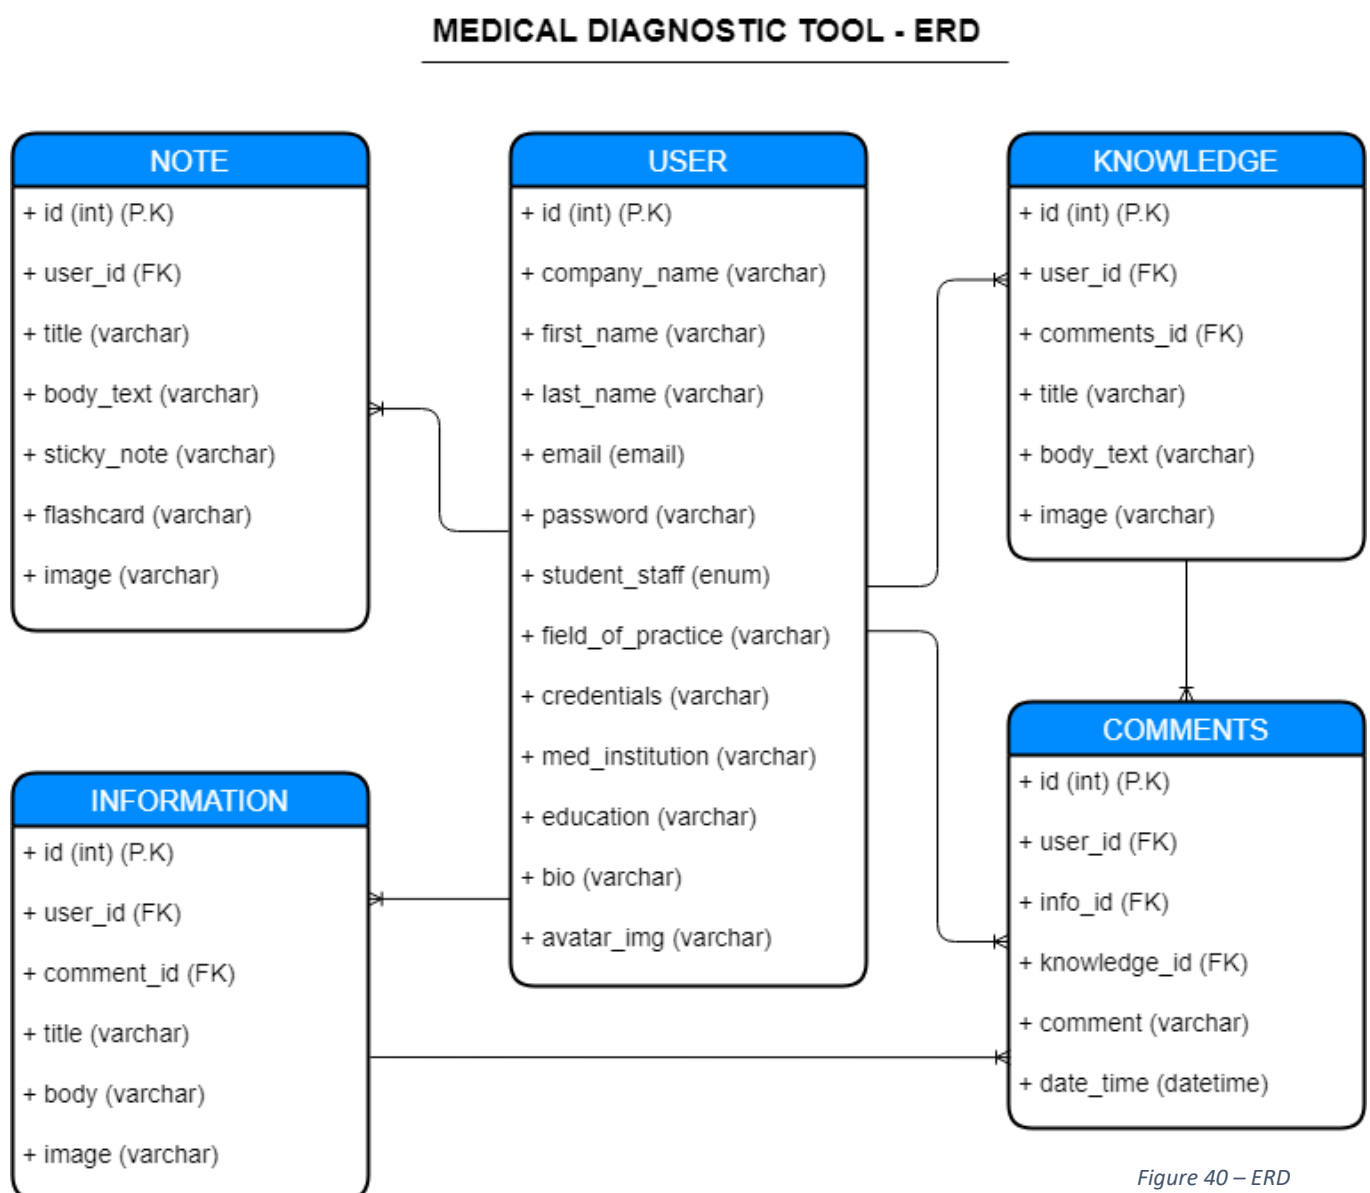 MEDICAL DIAGNOSTIC TOOL - ERD
NOTE
+ id (int) (P.K)
+ user_id (FK)
+ title (varchar)
+ body_text (varchar)
+ sticky_note (varchar)
+ flashcard (varchar)
+ image (varchar)
USER
+ id (int) (P.K)
+ company_name (varchar)
+ first_name (varchar)
+ last_name (varchar)
+ email (email)
+ password (varchar)
+ student_staff (enum)
+ field_of_practice (varchar)
+ credentials (varchar)
+ med_institution (varchar)
+ education (varchar)
+ bio (varchar)
+ avatar_img (varchar)
KNOWLEDGE
+ id (int) (P.K)
+ user_id (FK)
+ comments_id (FK)
+ title (varchar)
+ body_text (varchar)
+ image (varchar)
INFORMATION
+ id (int) (P.K)
+ user_id (FK)
+ comment_id (FK)
+ title (varchar)
+ body (varchar)
+ image (varchar)
COMMENTS
+ id (int) (P.K)
+ user_id (FK)
+ info_id (FK)
+ knowledge_id (FK)
+ comment (varchar)
+ date_time (datetime)
Figure 40 – ERD